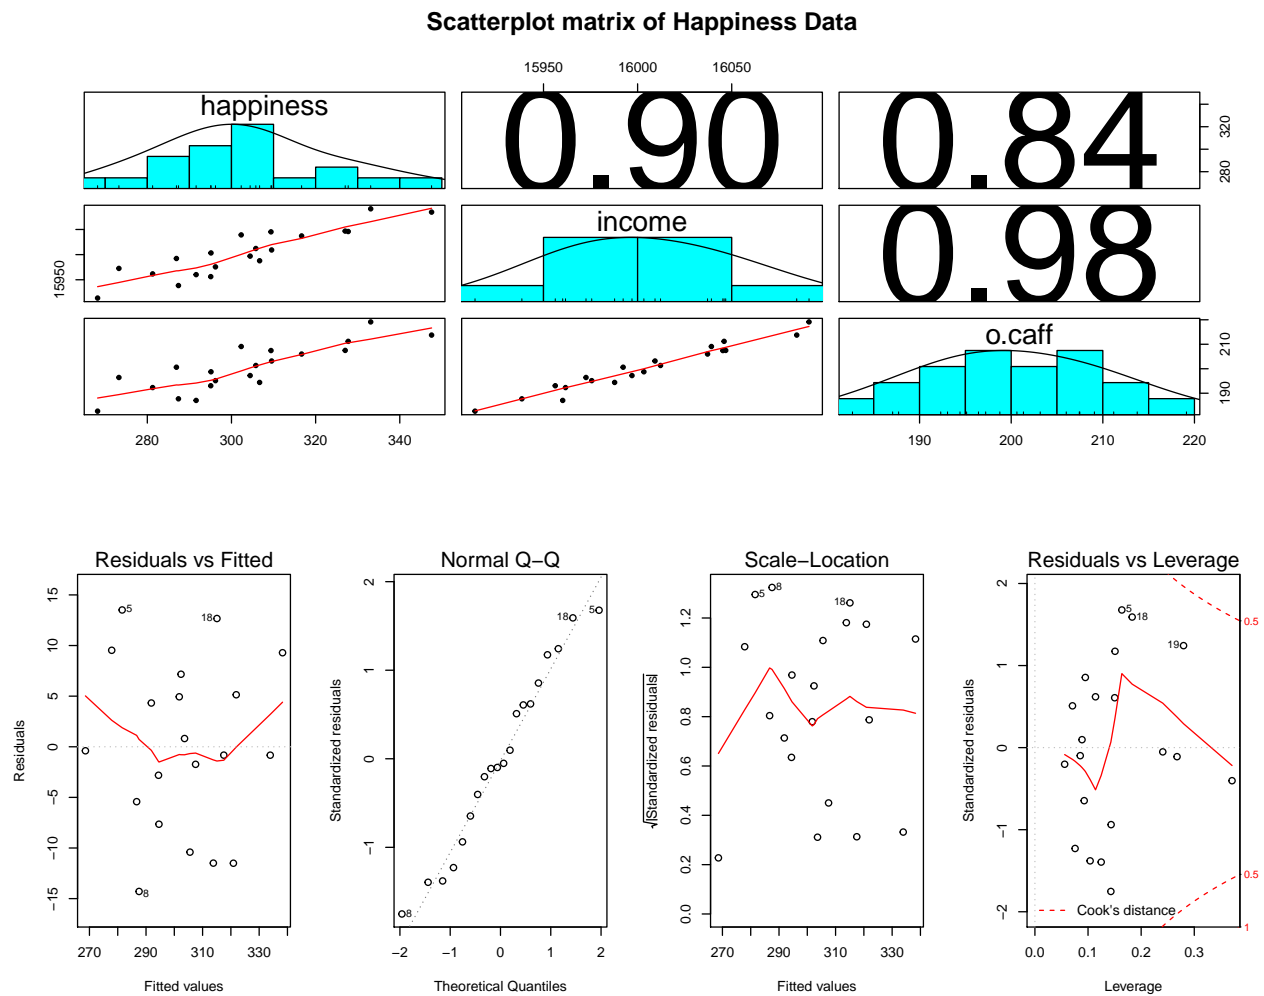 Scatterplot matrix of Happiness Data
15950 16000 16050
happiness 0.90 0.84
280 320
15950
income 0.98
o.caff
190 210
280 300 320 340
190 200 210 220
Residuals vs Fitted
15
10
5
0
−5
−10
−15
Residuals
5
18
8
270 290 310 330
Fitted values
Normal Q−Q
2
1
0
−1
Standardized residuals
18
5
8
−2 −1 0 1 2
Theoretical Quantiles
Scale−Location
1.2
1.0
0.8
0.6
0.4
0.2
0.0
√|Standardized residuals|
5
8
18
270 290 310 330
Fitted values
Residuals vs Leverage
2
1
0
−1
−2
Standardized residuals
5
18
19
0.5
0.5
1
Cook's distance
0.0 0.1 0.2 0.3
Leverage